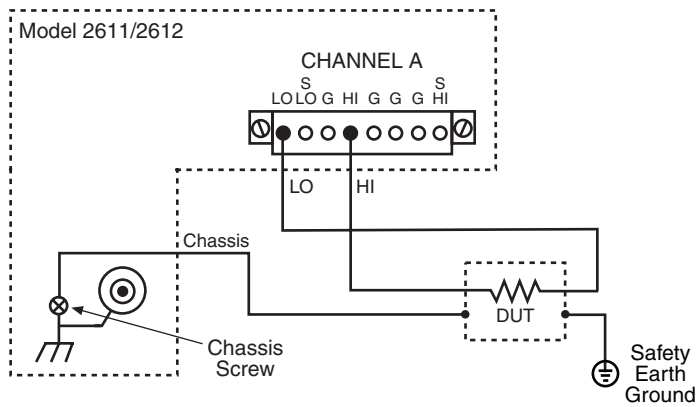 Model 2611/2612
CHANNEL A
S S
LO LO G HI G G G HI
LO HI
Chassis
DUT
Chassis
Screw
Safety
Earth
Ground